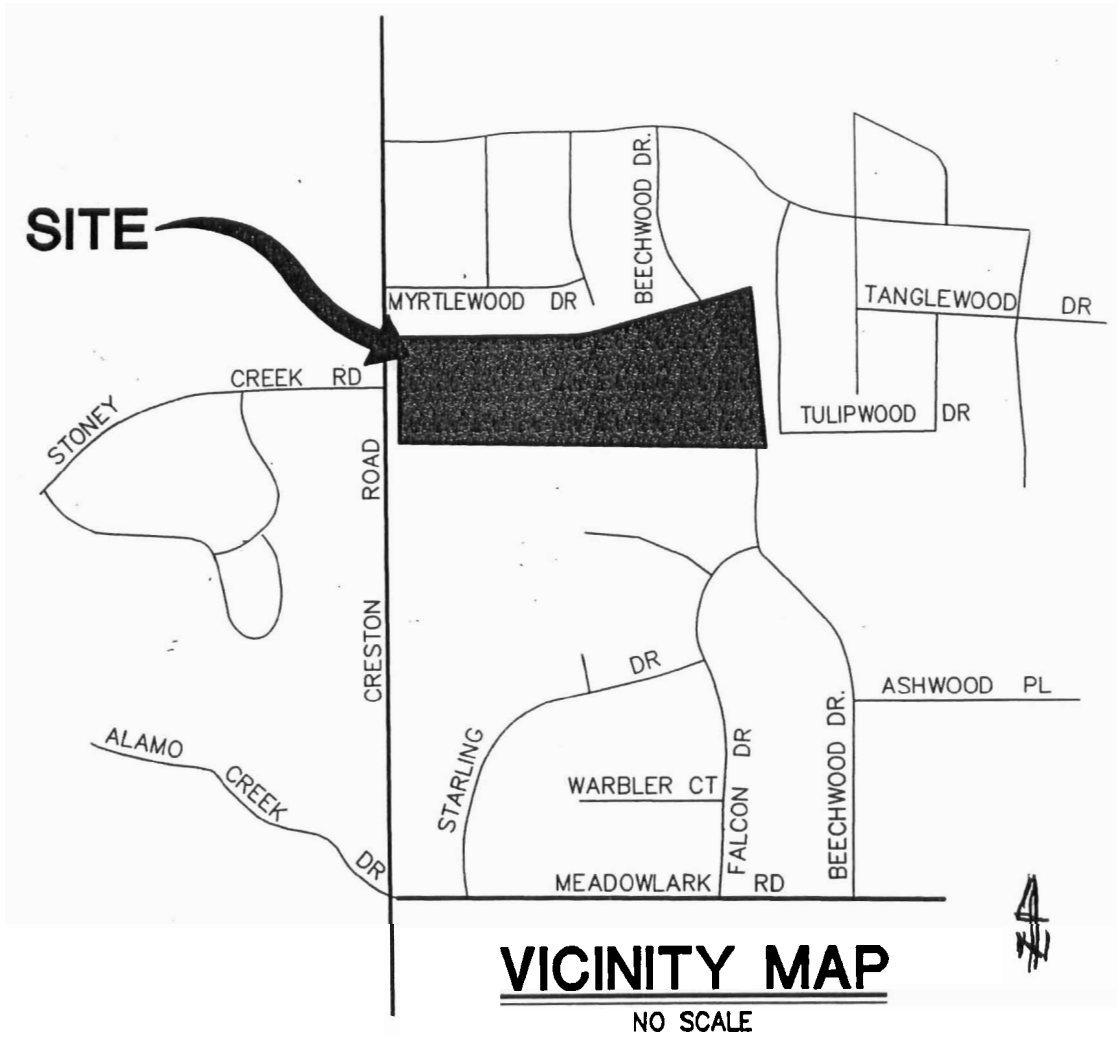 BEECHWOOD DR.
SITE
MYRTLEWOOD DR
TANGLEWOOD DR
CREEK RD
STONEY
TULIPWOOD DR
CRESTON ROAD
DR
ASHWOOD PL
ALAMO
CREEK
DR
STARLING
WARBLER CT
FALCON DR
BEECHWOOD DR.
MEADOWLARK RD
VICINITY MAP
NO SCALE